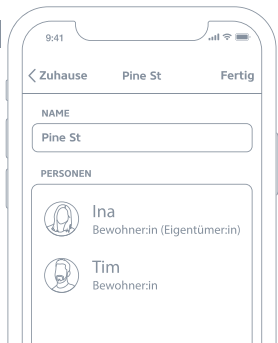 9:41
Zuhause Pine St Fertig
NAME
Pine St
PERSONEN
Ina
Bewohner:in (Eigentümer:in)
Tim
Bewohner:in